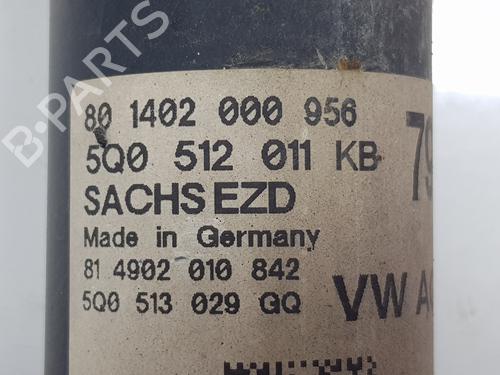 B-PARTS
80 1402 000 956
5Q0 512 011 KB
79
SACHS EZD
Made in Germany
81 4902 010 842
5Q0 513 029 GQ
VW